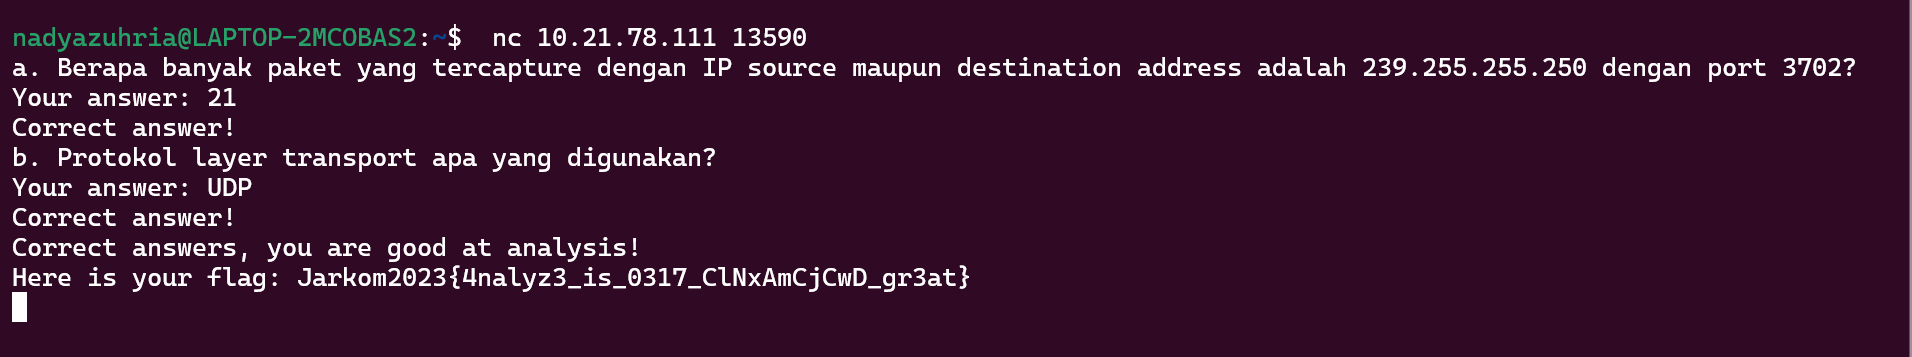 nadyazuhria@LAPTOP-2MCOBAS2:~$  nc 10.21.78.111 13590
a. Berapa banyak paket yang tercapture dengan IP source maupun destination address adalah 239.255.255.250 dengan port 3702?
Your answer: 21
Correct answer!
b. Protokol layer transport apa yang digunakan?
Your answer: UDP
Correct answer!
Correct answers, you are good at analysis!
Here is your flag: Jarkom2023{4nalyz3_is_0317_ClNxAmCjCwD_gr3at}